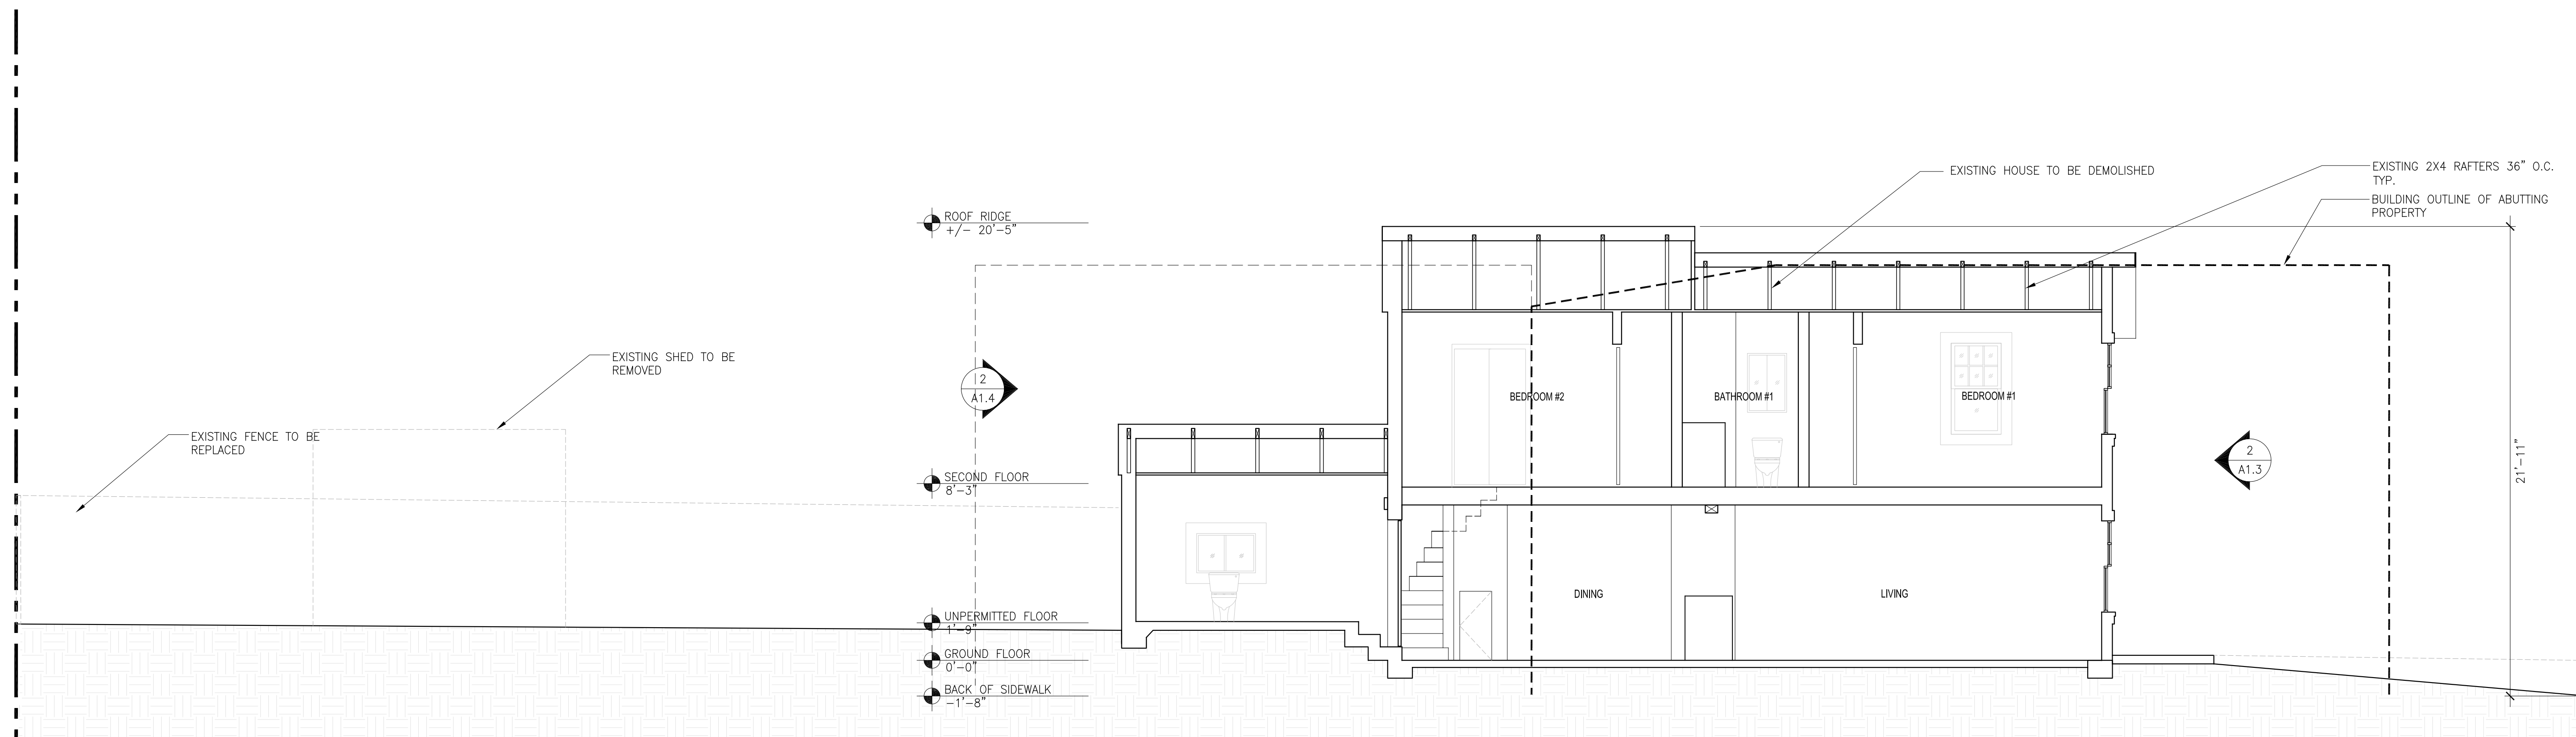 EXISTING HOUSE TO BE DEMOLISHED
EXISTING 2X4 RAFTERS 36" O.C.
TYP.
BUILDING OUTLINE OF ABUTTING
PROPERTY
ROOF RIDGE
+/- 20'-5"
EXISTING SHED TO BE
REMOVED
2
A1.4
BEDROOM #2
BATHROOM #1
BEDROOM #1
EXISTING FENCE TO BE
REPLACED
2
A1.3
21'-11"
SECOND FLOOR
8'-3"
DINING
LIVING
UNPERMITTED FLOOR
1'-9"
GROUND FLOOR
0'-0"
BACK OF SIDEWALK
-1'-8"